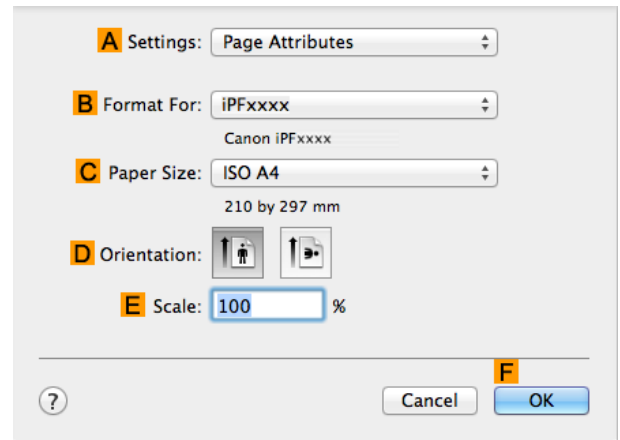 A Settings: Page Attributes
B Format For: iPFxxxx
Canon iPFxxxx
C Paper Size: ISO A4
210 by 297 mm
D Orientation:
E Scale: 100 %
F
? Cancel OK